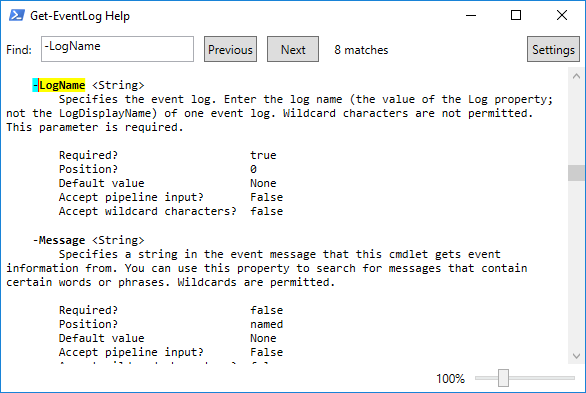 Get-EventLog Help
Find: -LogName Previous Next 8 matches Settings
-LogName <String>
Specifies the event log. Enter the log name (the value of the Log property;
not the LogDisplayName) of one event log. Wildcard characters are not permitted.
This parameter is required.
Required? true
Position? 0
Default value None
Accept pipeline input? False
Accept wildcard characters? false
-Message <String>
Specifies a string in the event message that this cmdlet gets event
information from. You can use this property to search for messages that contain
certain words or phrases. Wildcards are permitted.
Required? false
Position? named
Default value None
Accept pipeline input? False
100%